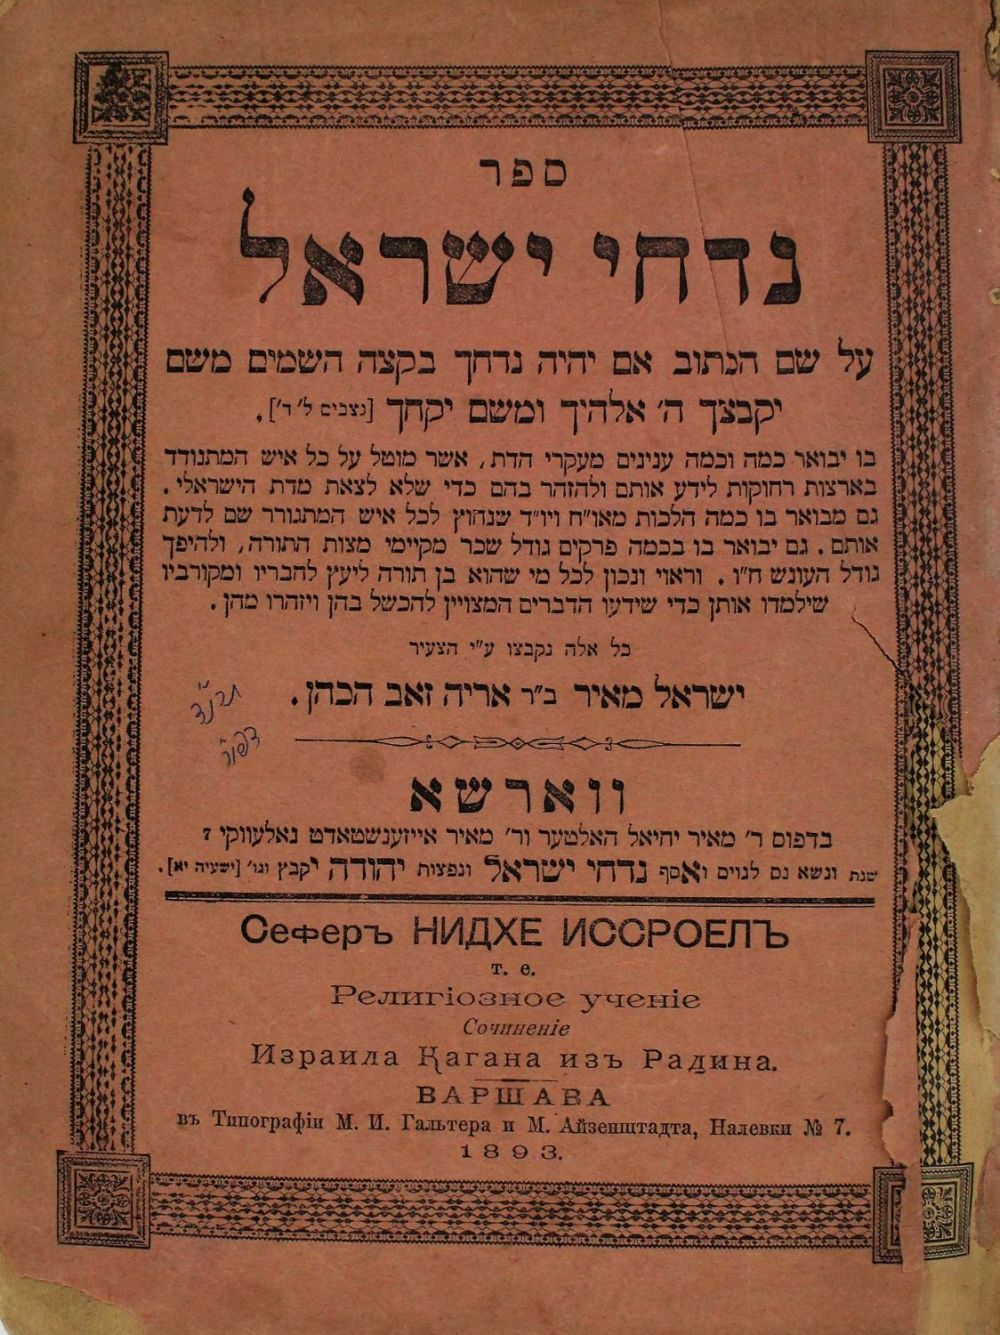 ספר
נדחי ישראל
על שם הכתוב אם יהיה נדחך בקצה השמים משם
יקבצך ה' אלהיך ומשם יקחך [נצבים ל' ד'].
בו יבואר כמה וכמה ענינים מעקרי הדת, אשר מוטל על כל איש המתנודד
בארצות רחוקות לידע אותם ולהזהר בהם כדי שלא לצאת מדת הישראלי.
גם מבואר בו כמה הלכות מאו"ח ויו"ד שנחוץ לכל איש המתגורר שם לדעת
אותם. גם יבואר בו בכמה פרקים גודל שכר מקיימי מצות התורה, ולהיפך
גודל העונש ח"ו. וראוי ונכון לכל מי שהוא בן תורה ליעץ לחבריו ומקורביו
שילמדו אותן כדי שידעו הדברים המצויין להכשל בהן ויזהרו מהן.
כל אלה נקבצו ע"י הצעיר
ישראל מאיר ב"ר אריה זאב הכהן.
תרנ"ד
דפו"ר
ווארשא
בדפוס ר' מאיר יחיאל האלטער ור' מאיר אייזענשטאדט נאלעווקי 7
שנת ונשא נס לגוים ואסף נדחי ישראל ונפצות יהודה יקבץ וגו' [ישעיה יא].
Сеферъ НИДХЕ ИССРОЕЛЪ
т. е.
Религіозное ученіе
Сочиненіе
Израила Кагана изъ Радина.
ВАРШАВА
въ Типографіи М. И. Гальтера и М. Айзенштадта, Налевки № 7.
1893.